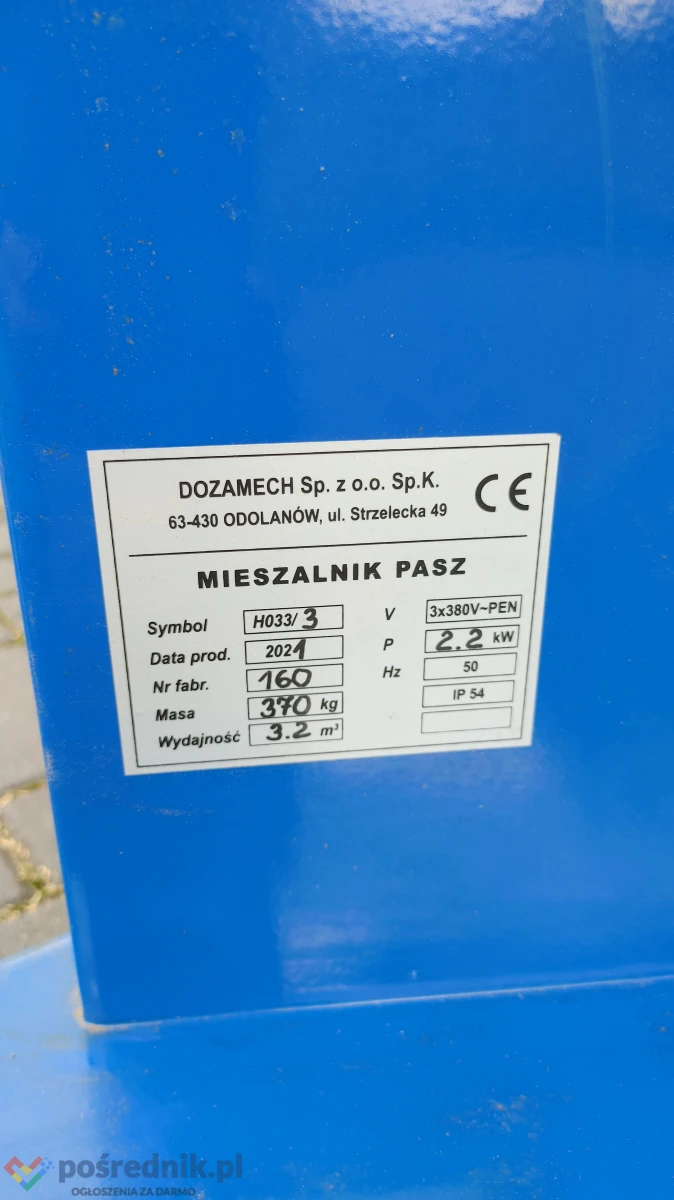 DOZAMECH Sp. z o.o. Sp.K.
63-430 ODOLANÓW, ul. Strzelecka 49
CE
MIESZALNIK PASZ
Symbol H033/3 V 3x380V~PEN
Data prod. 2021 P 2.2 kW
Nr fabr. 160 Hz 50
Masa 370 kg IP 54
Wydajność 3.2 m³
pośrednik.pl
OGŁOSZENIA ZA DARMO